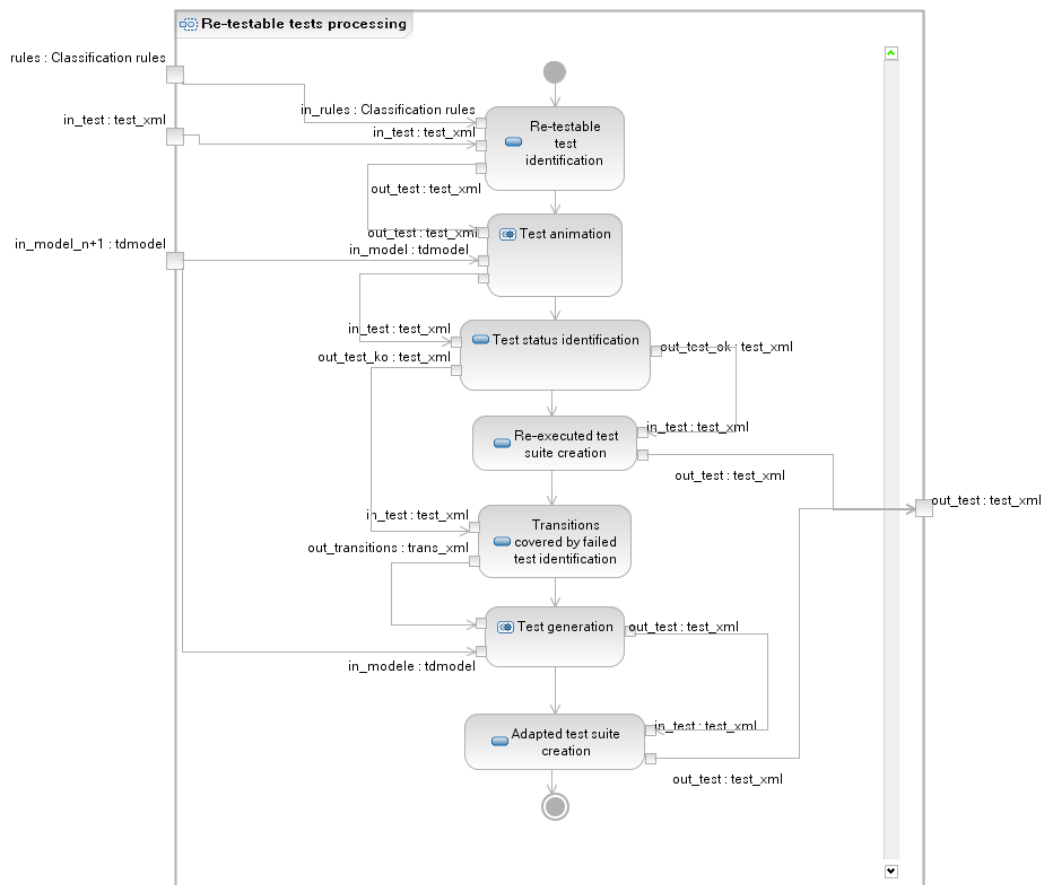 Re-testable tests processing
rules : Classification rules
in_rules : Classification rules
in_test : test_xml
in_test : test_xml
Re-testable
test
identification
out_test : test_xml
out_test : test_xml
Test animation
in_model_n+1 : tdmodel
in_model : tdmodel
in_test : test_xml
Test status identification
out_test_ok : test_xml
out_test_ko : test_xml
in_test : test_xml
Re-executed test
suite creation
out_test : test_xml
out_test : test_xml
in_test : test_xml
Transitions
covered by failed
test identification
out_transitions : trans_xml
Test generation
out_test : test_xml
in_modele : tdmodel
in_test : test_xml
Adapted test suite
creation
out_test : test_xml